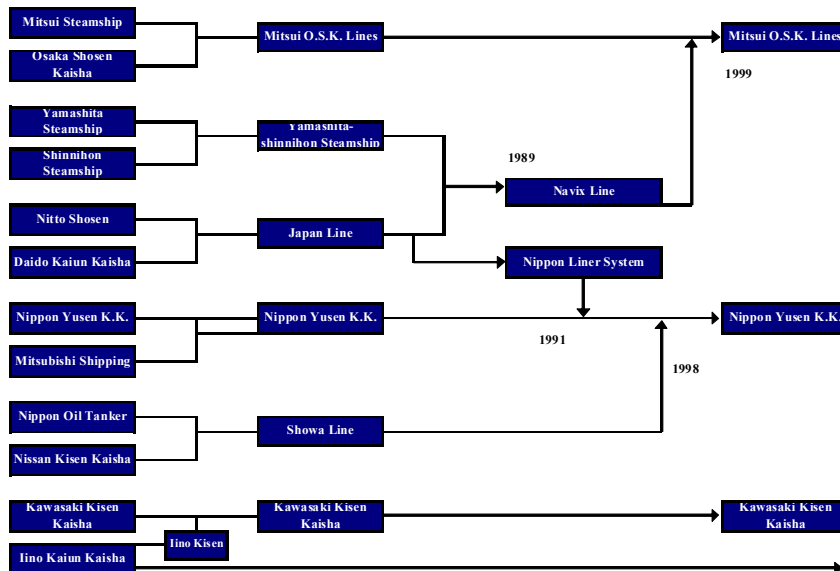 Mitsui Steamship
Mitsui O.S.K. Lines
Mitsui O.S.K. Lines
Osaka Shosen
Kaisha
1999
Yamashita
Steamship
Yamashita-
shinnihon Steamship
Shinnihon
Steamship
1989
Navix Line
Nitto Shosen
Japan Line
Daido Kaiun Kaisha
Nippon Liner System
Nippon Yusen K.K.
Nippon Yusen K.K.
Nippon Yusen K.K.
1991
Mitsubishi Shipping
1998
Nippon Oil Tanker
Showa Line
Nissan Kisen Kaisha
Kawasaki Kisen
Kaisha
Kawasaki Kisen
Kaisha
Kawasaki Kisen
Kaisha
Iino Kisen
Iino Kaiun Kaisha